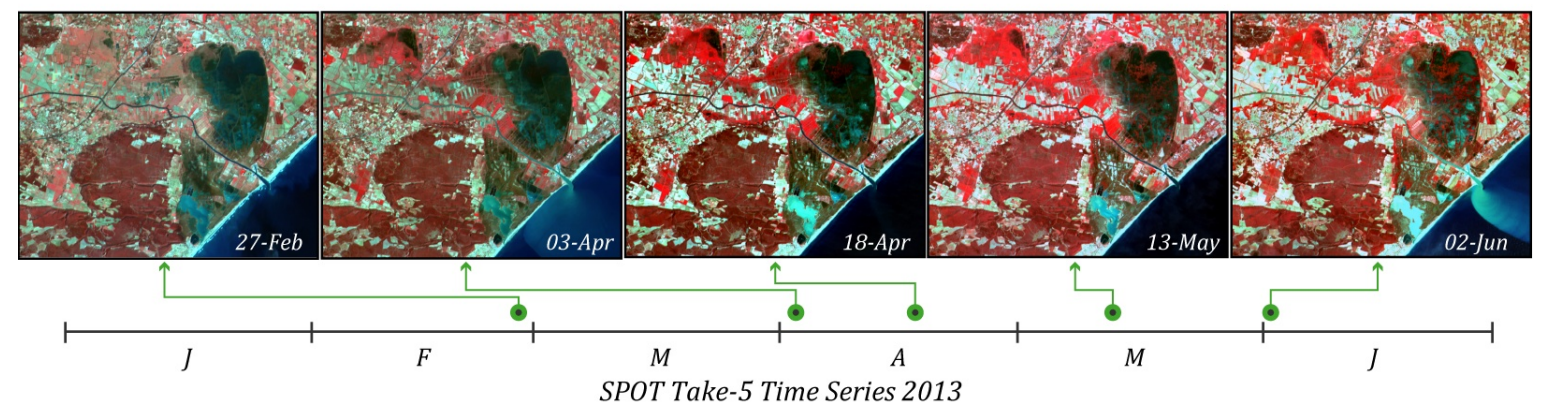 27-Feb
03-Apr
18-Apr
13-May
02-Jun
J F M A M J
SPOT Take-5 Time Series 2013